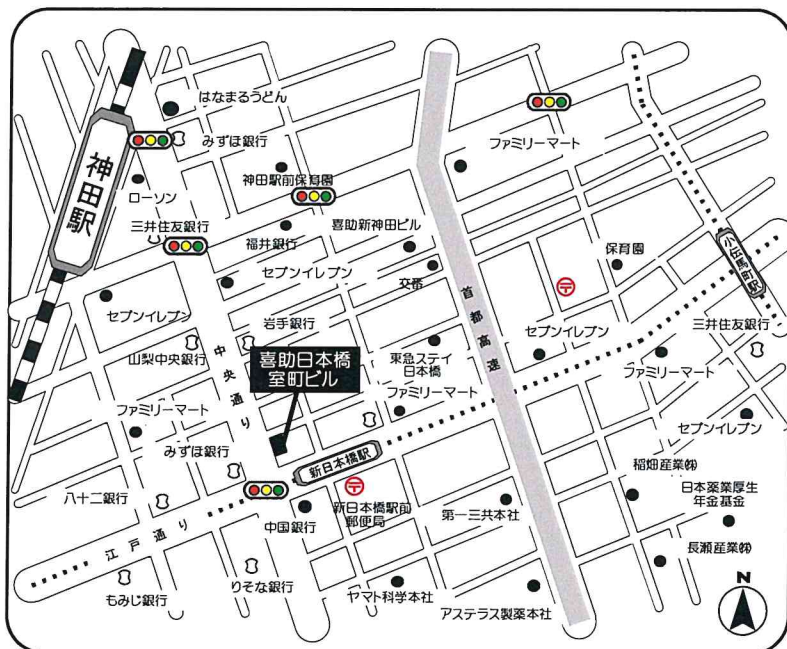 はなまるうどん
みずほ銀行
ファミリーマート
神田駅
ローソン
神田駅前保育園
三井住友銀行
福井銀行
喜助新神田ビル
保育園
小伝馬町駅
セブンイレブン
交番
セブンイレブン
首都高速
岩手銀行
山梨中央銀行
中央通り
喜助日本橋
室町ビル
東急ステイ
日本橋
セブンイレブン
三井住友銀行
ファミリーマート
ファミリーマート
ファミリーマート
セブンイレブン
みずほ銀行
新日本橋駅
稲畑産業㈱
八十二銀行
日本薬業厚生
年金基金
中国銀行
新日本橋駅前
郵便局
第一三共本社
江戸通り
長瀬産業㈱
もみじ銀行
りそな銀行
ヤマト科学本社
アステラス製薬本社
N